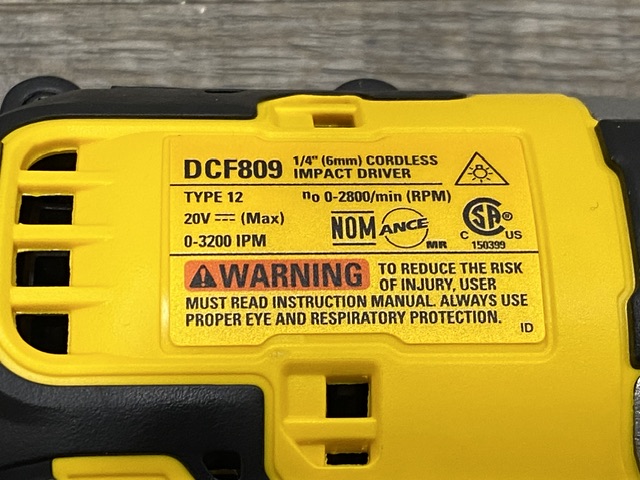 DCF809 1/4" (6mm) CORDLESS
IMPACT DRIVER
TYPE 12 no 0-2800/min (RPM)
20V ⎓ (Max)
0-3200 IPM
NOM ANCE MR
CSA ®
C US
150399
⚠WARNING TO REDUCE THE RISK
OF INJURY, USER
MUST READ INSTRUCTION MANUAL. ALWAYS USE
PROPER EYE AND RESPIRATORY PROTECTION.
ID